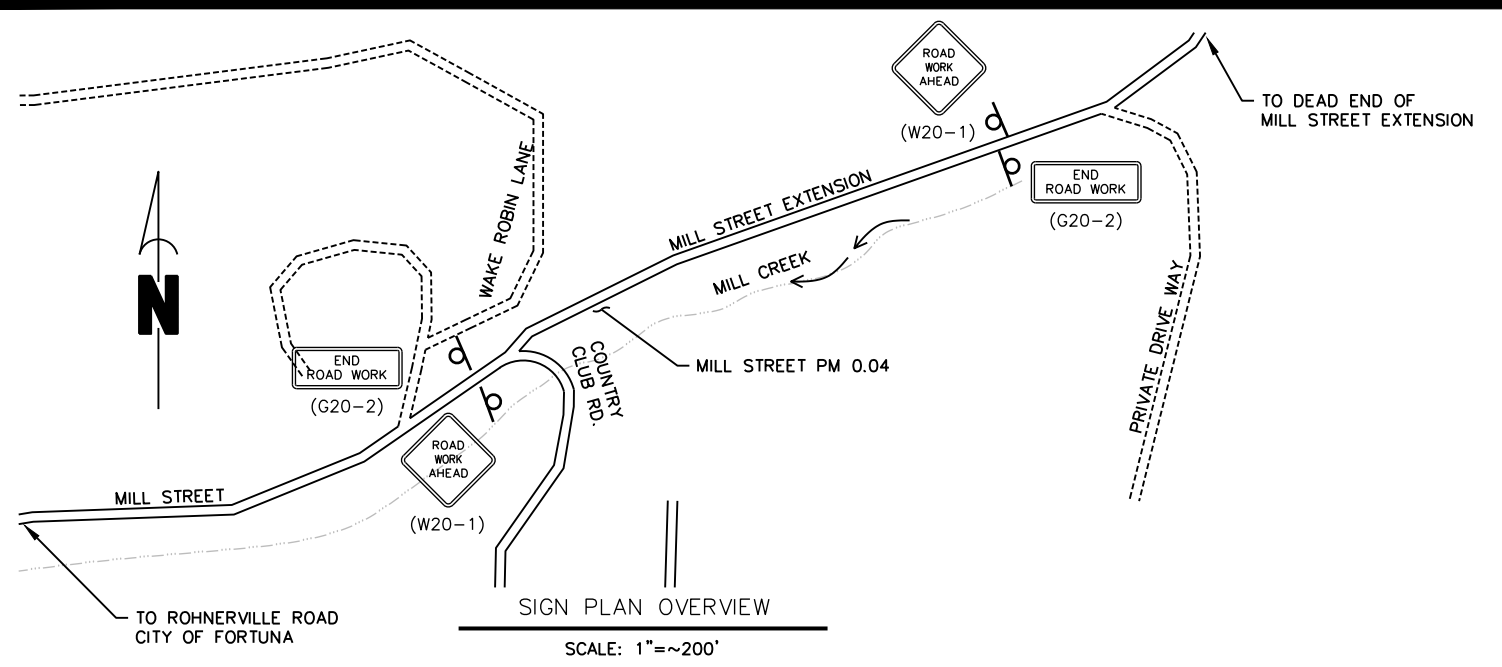 ROAD
WORK
AHEAD
(W20-1)
TO DEAD END OF
MILL STREET EXTENSION
END
ROAD WORK
(G20-2)
MILL STREET EXTENSION
WAKE ROBIN LANE
MILL CREEK
N
PRIVATE DRIVE WAY
END
ROAD WORK
(G20-2)
COUNTRY
CLUB RD.
MILL STREET PM 0.04
ROAD
WORK
AHEAD
(W20-1)
MILL STREET
TO ROHNERVILLE ROAD
CITY OF FORTUNA
SIGN PLAN OVERVIEW
SCALE: 1"=~200'